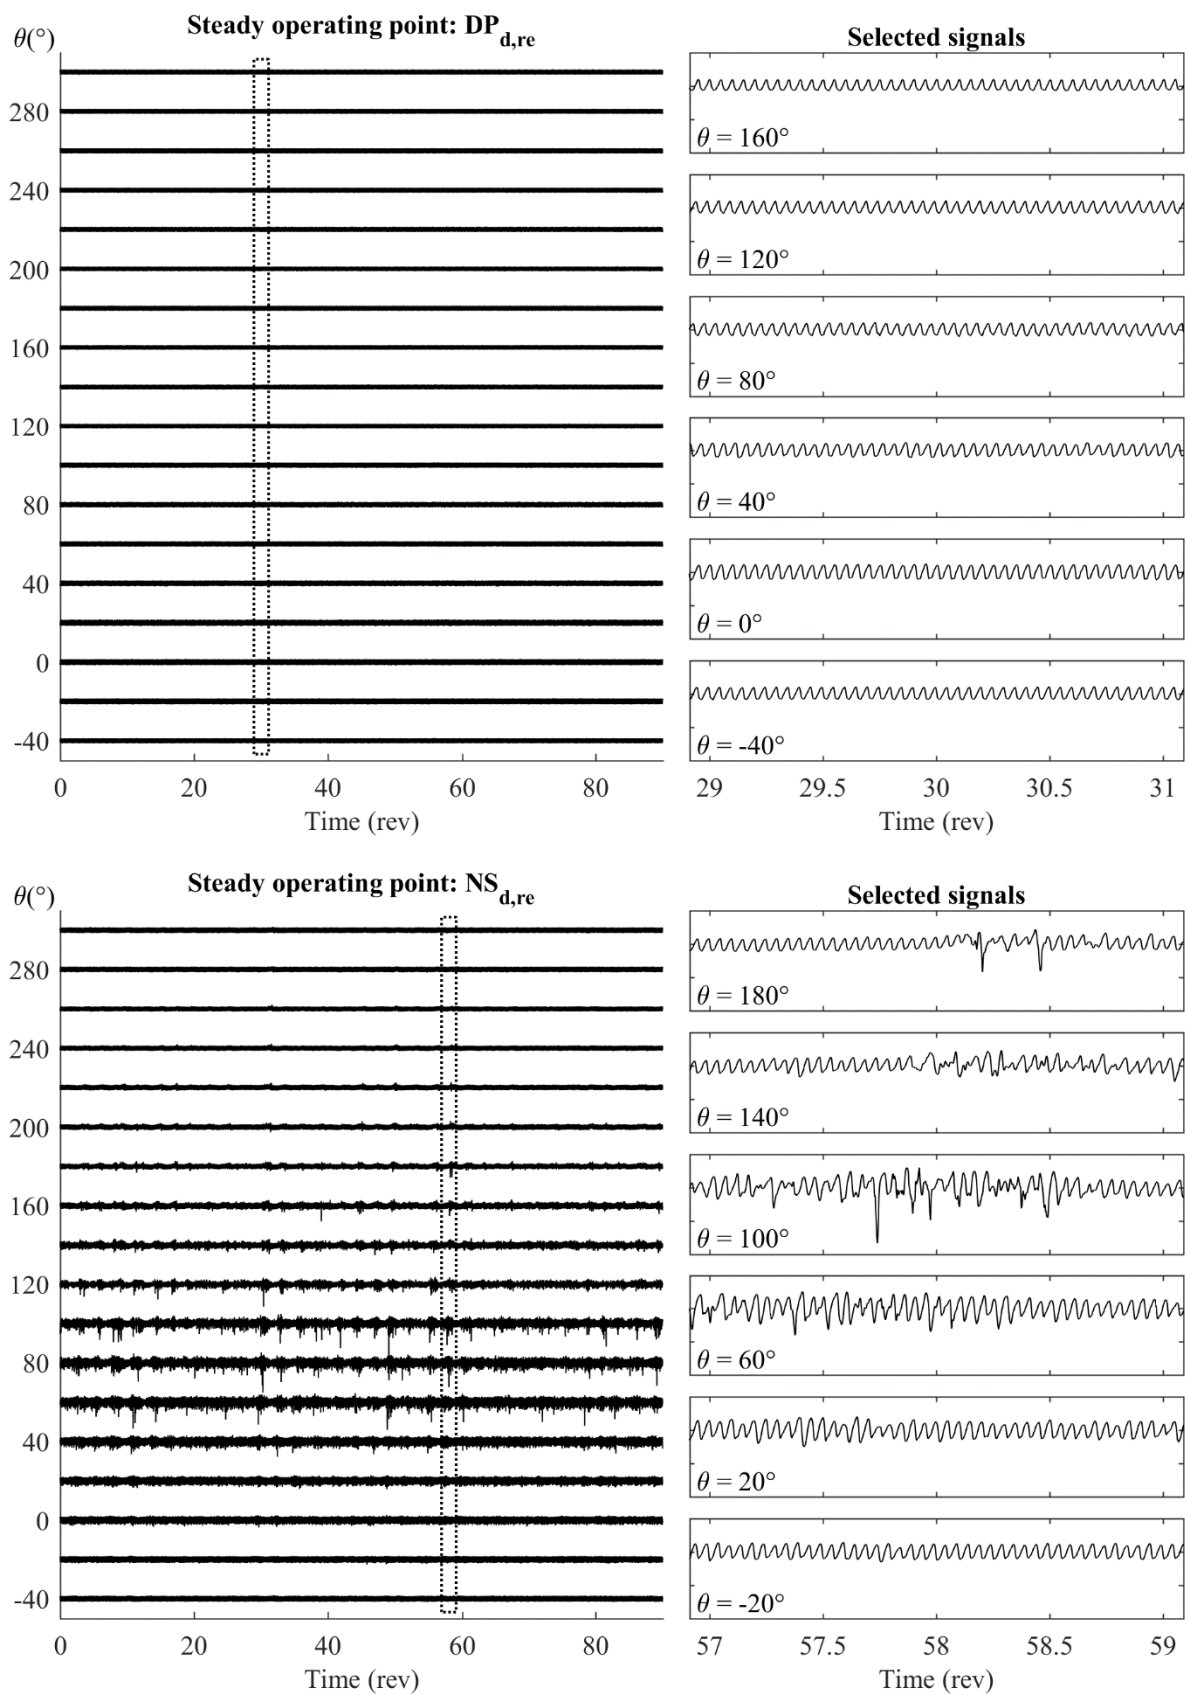 Steady operating point: DP d,re
θ(°)
280
240
200
160
120
80
40
0
-40
0 20 40 60 80
Time (rev)
Selected signals
θ = 160°
θ = 120°
θ = 80°
θ = 40°
θ = 0°
θ = -40°
29 29.5 30 30.5 31
Time (rev)
Steady operating point: NS d,re
θ(°)
280
240
200
160
120
80
40
0
-40
0 20 40 60 80
Time (rev)
Selected signals
θ = 180°
θ = 140°
θ = 100°
θ = 60°
θ = 20°
θ = -20°
57 57.5 58 58.5 59
Time (rev)